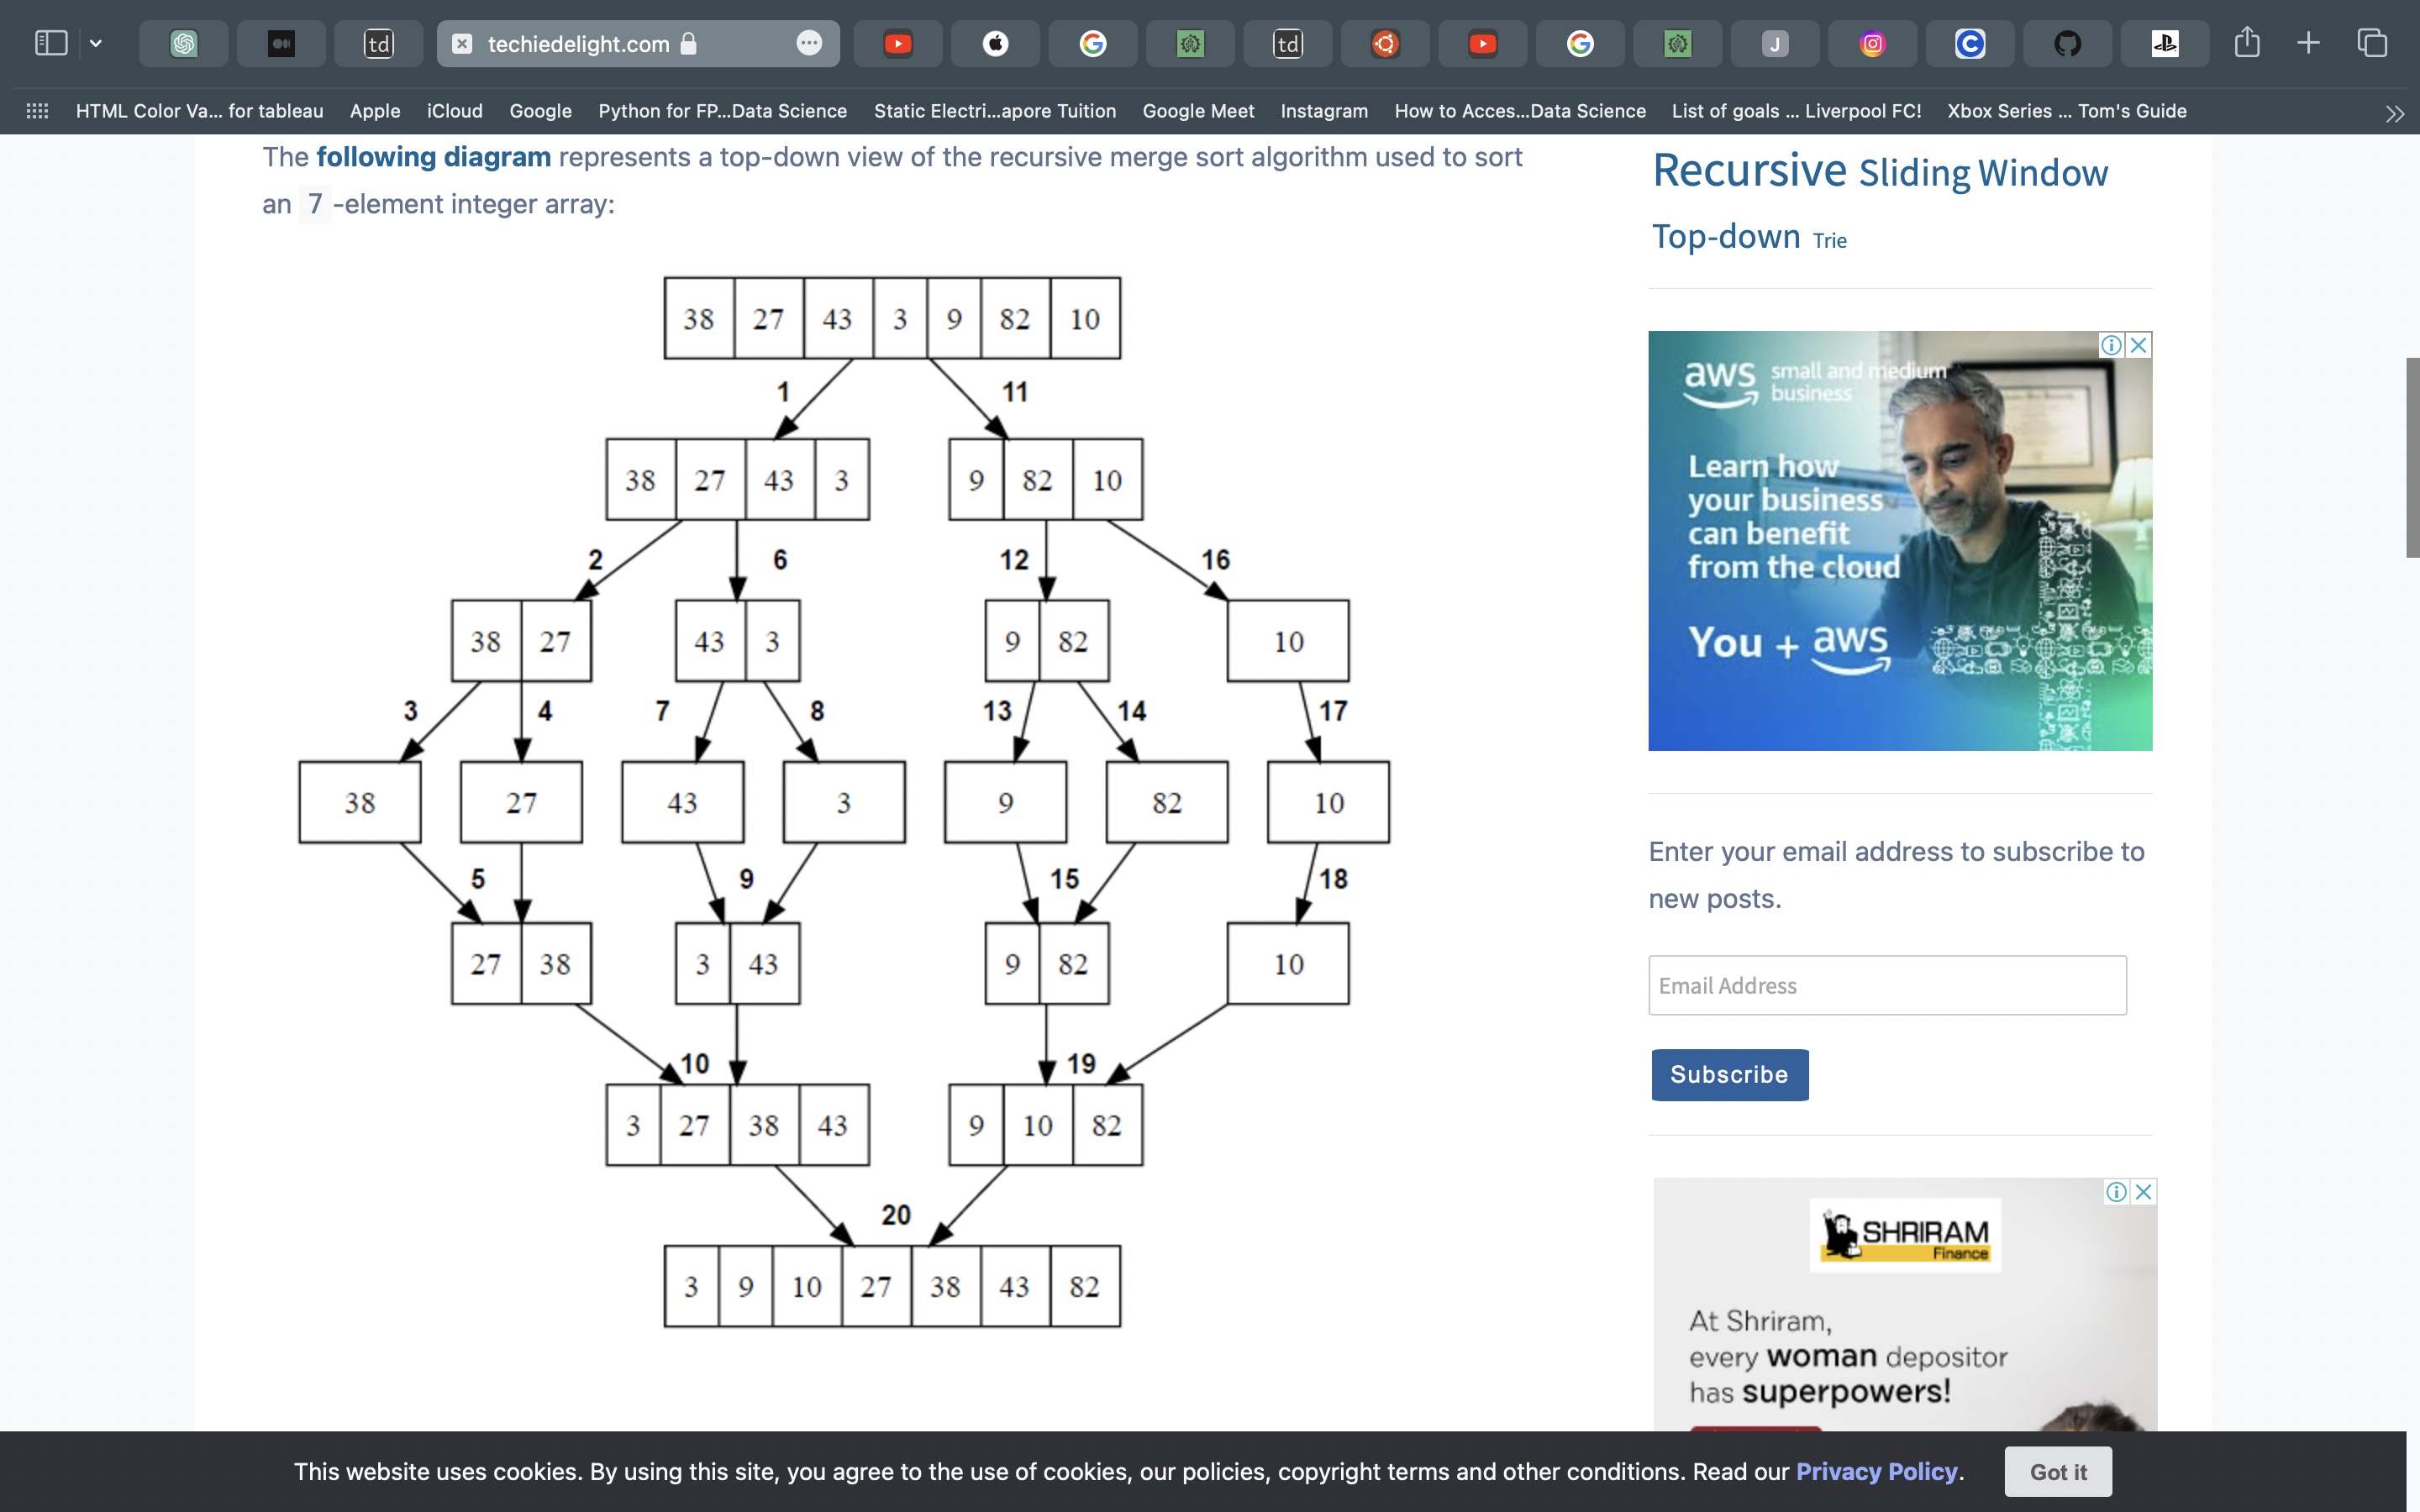 td
techiedelight.com
td
J
HTML Color Va... for tableau Apple iCloud Google Python for FP...Data Science Static Electri...apore Tuition Google Meet Instagram How to Acces...Data Science List of goals ... Liverpool FC! Xbox Series ... Tom's Guide
The following diagram represents a top-down view of the recursive merge sort algorithm used to sort
an 7 -element integer array:
38 27 43 3 9 82 10
1 11
38 27 43 3 9 82 10
2 6 12 16
38 27 43 3 9 82 10
3 4 7 8 13 14 17
38 27 43 3 9 82 10
5 9 15 18
27 38 3 43 9 82 10
10 19
3 27 38 43 9 10 82
20
3 9 10 27 38 43 82
Recursive Sliding Window
Top-down Trie
aws small and medium
business
Learn how
your business
can benefit
from the cloud
You + aws
Enter your email address to subscribe to
new posts.
Email Address
Subscribe
SHRIRAM
Finance
At Shriram,
every woman depositor
has superpowers!
This website uses cookies. By using this site, you agree to the use of cookies, our policies, copyright terms and other conditions. Read our Privacy Policy. Got it